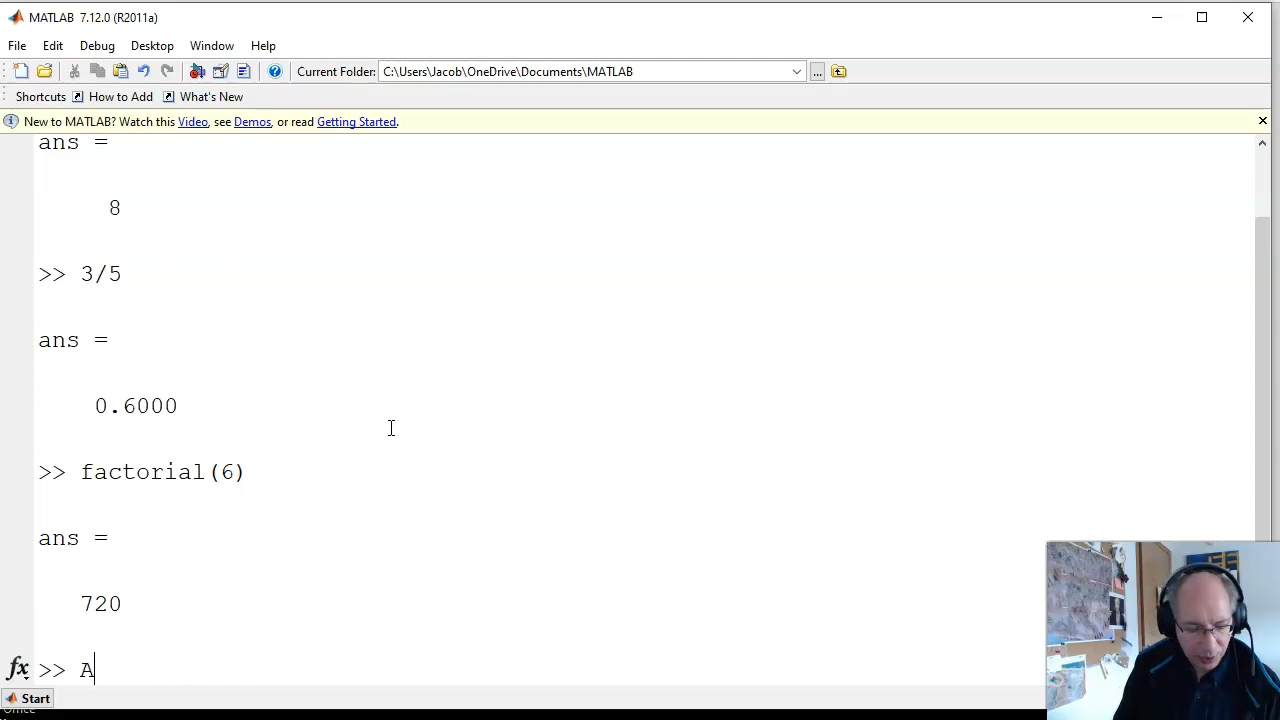 MATLAB 7.12.0 (R2011a)
File Edit Debug Desktop Window Help
Current Folder: C:\Users\Jacob\OneDrive\Documents\MATLAB
Shortcuts How to Add What's New
New to MATLAB? Watch this Video, see Demos, or read Getting Started.
ans =
8
>> 3/5
ans =
0.6000
>> factorial(6)
ans =
720
fx >> A
Start
Office